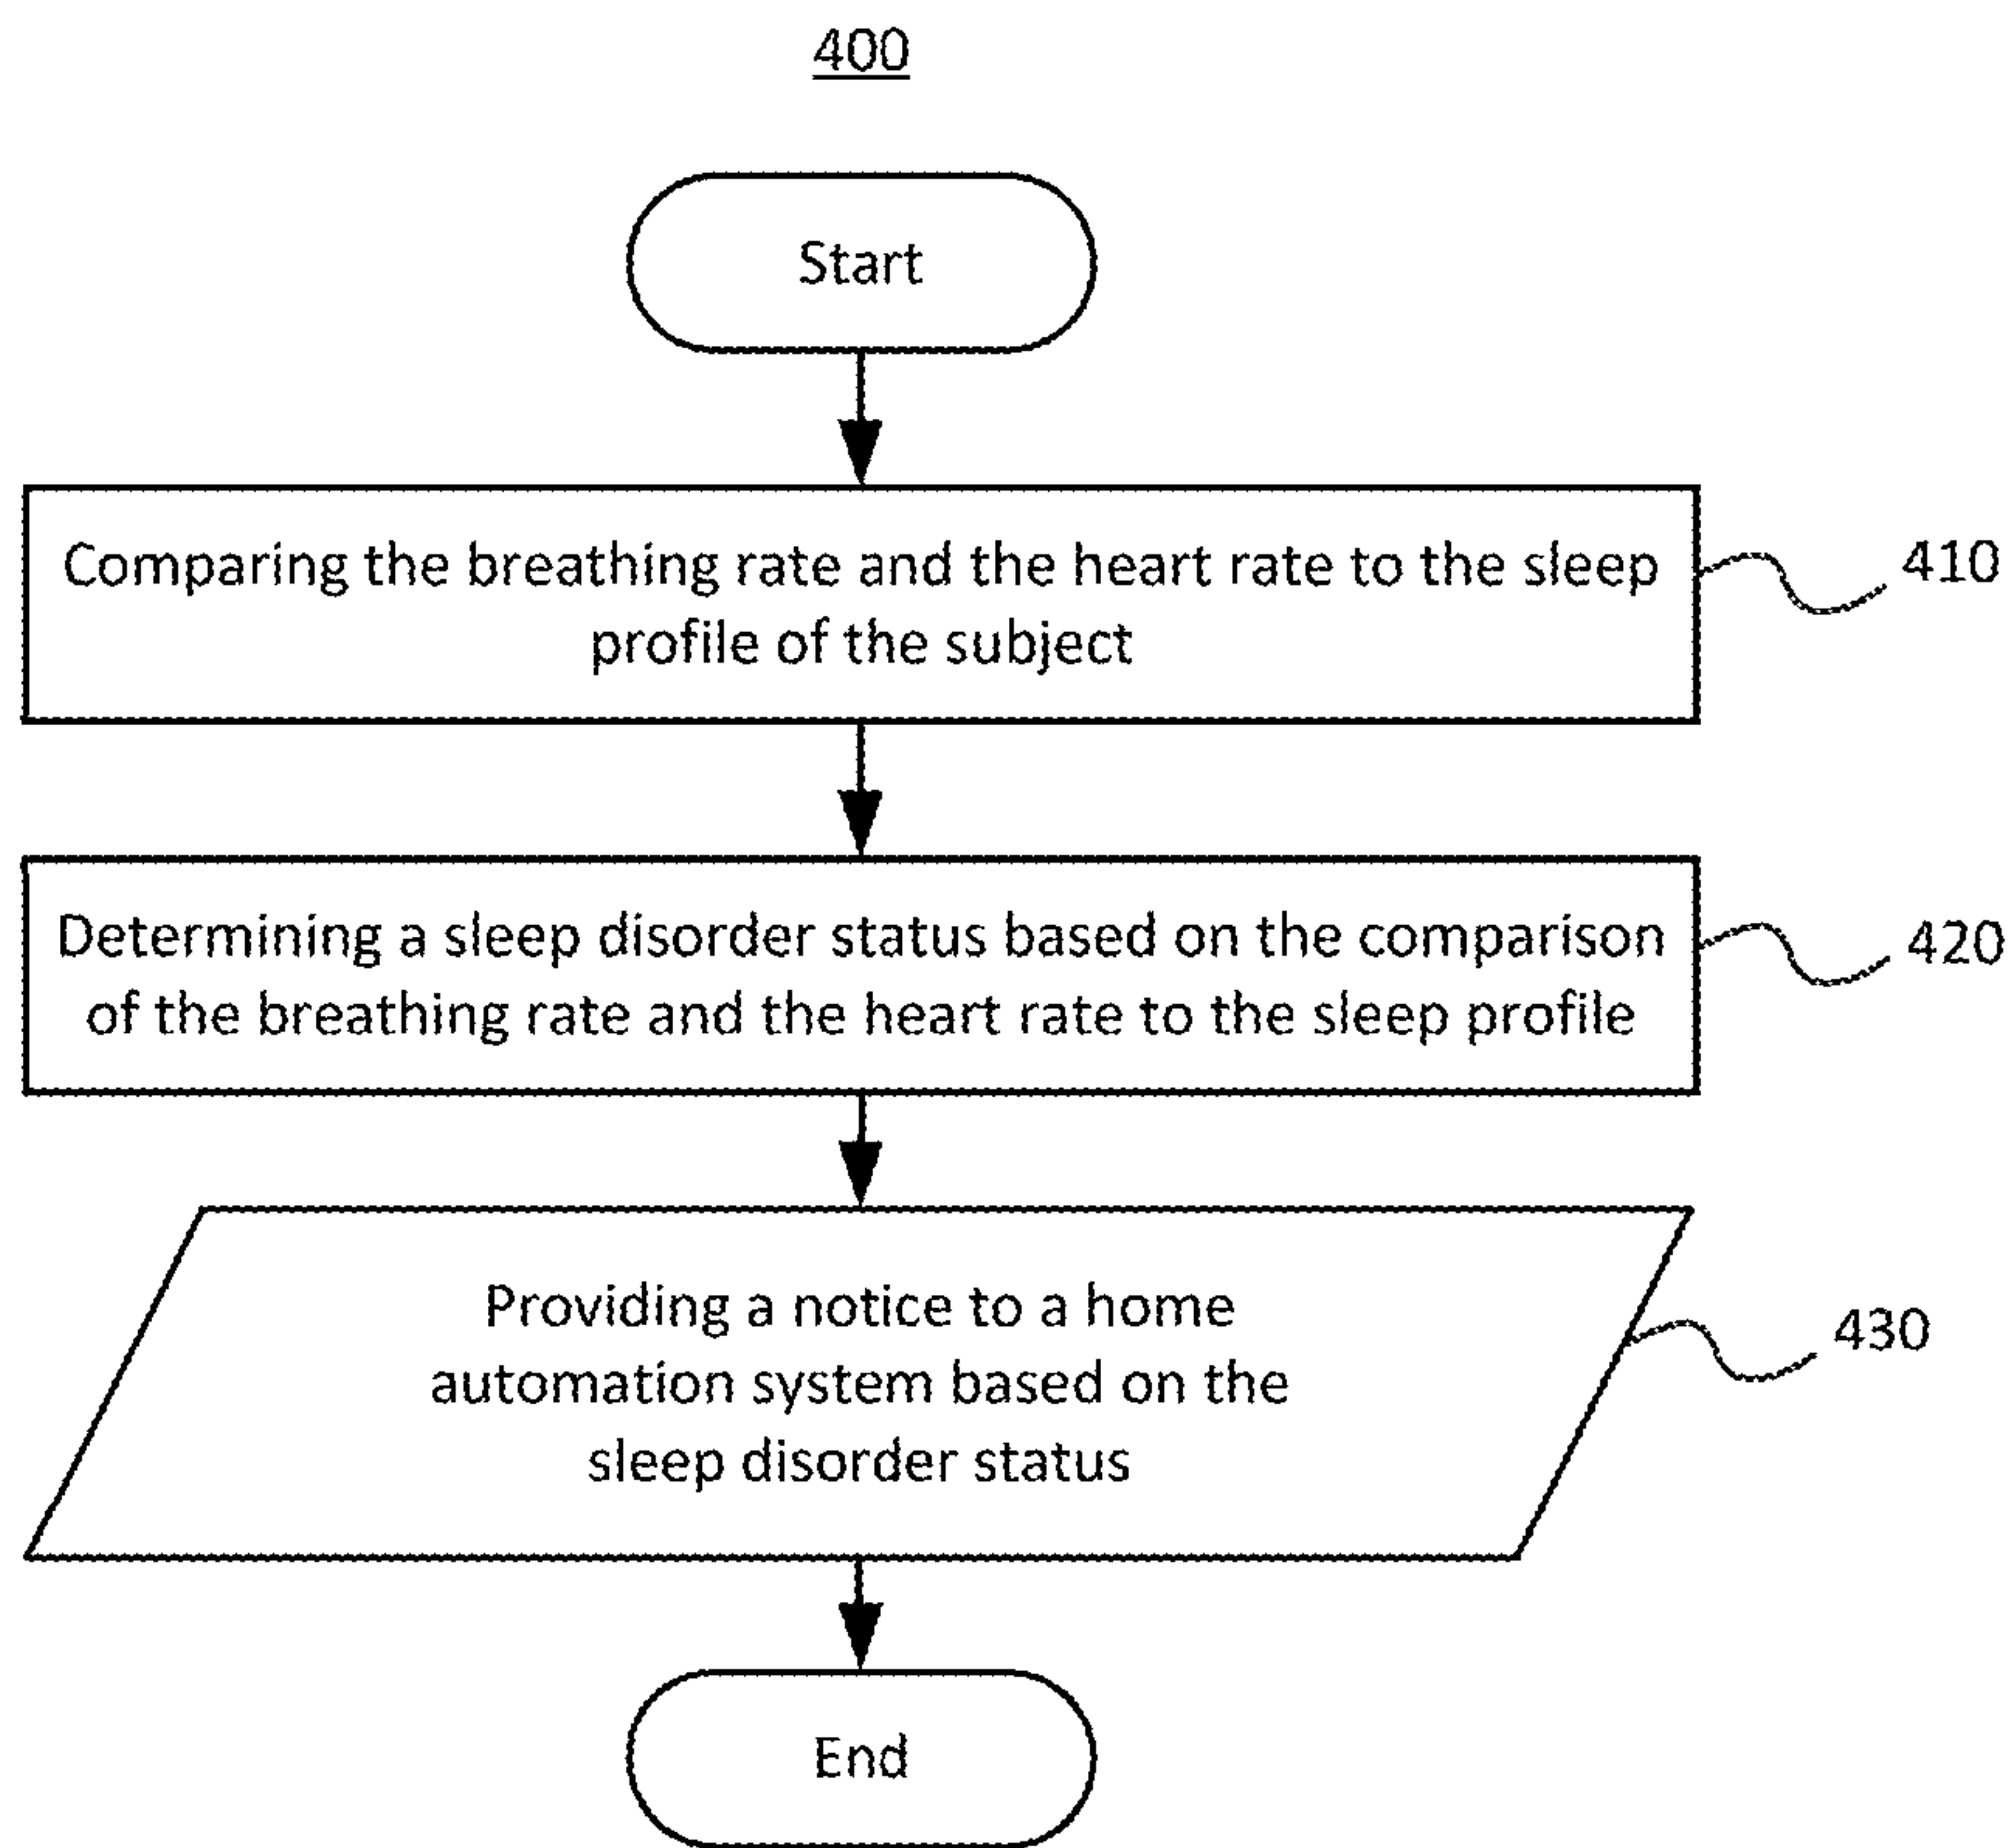 400
Start
Comparing the breathing rate and the heart rate to the sleep
profile of the subject
410
Determining a sleep disorder status based on the comparison
of the breathing rate and the heart rate to the sleep profile
420
Providing a notice to a home
automation system based on the
sleep disorder status
430
End